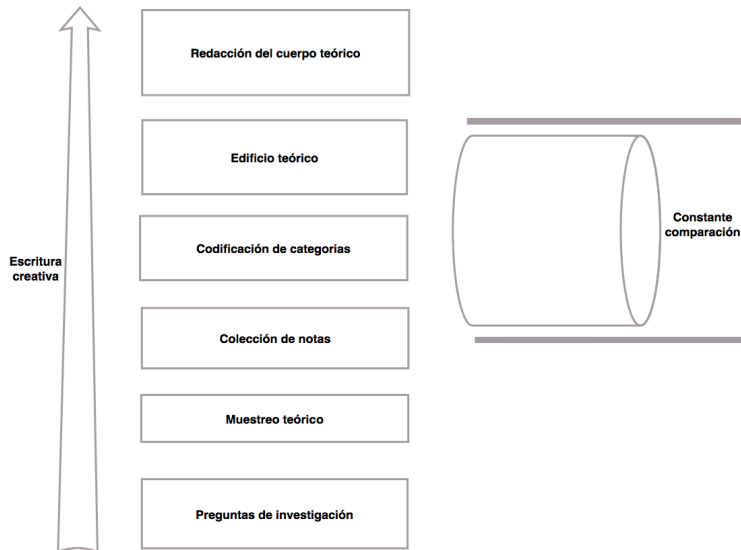 Redacción del cuerpo teórico
Edificio teórico
Constante
comparación
Codificación de categorias
Escritura
creativa
Colección de notas
Muestreo teórico
Preguntas de investigación